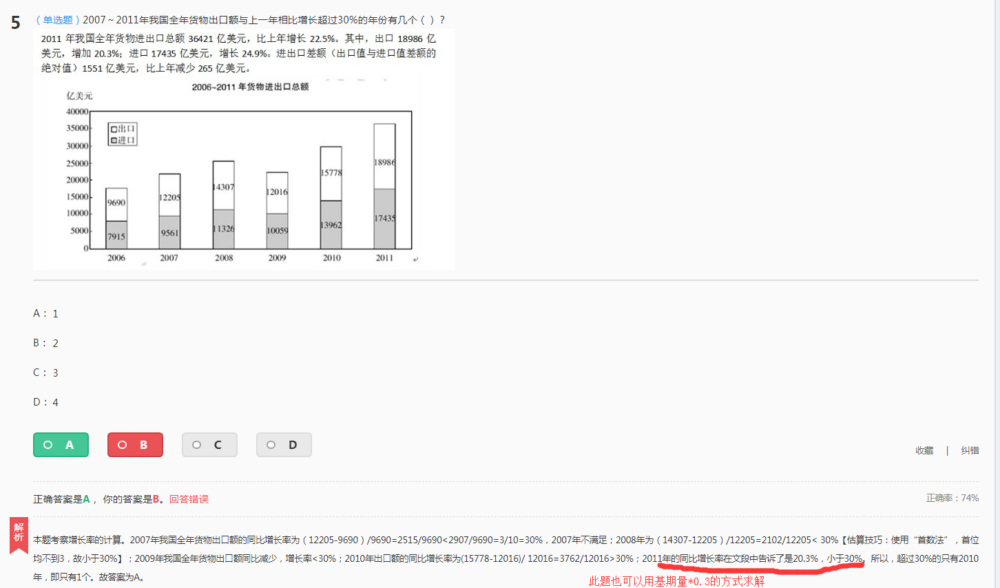 5 （单选题）2007～2011年我国全年货物出口额与上一年相比增长超过30%的年份有几个（ ）？
2011 年我国全年货物进出口总额 36421 亿美元，比上年增长 22.5%。其中，出口 18986 亿
美元，增加 20.3%；进口 17435 亿美元，增长 24.9%。进出口差额（出口值与进口值差额的
绝对值）1551 亿美元，比上年减少 265 亿美元。
2006~2011 年货物进出口总额
亿美元
40000
35000
30000
25000
20000
15000
10000
5000
0
出口
进口
9690
7915
12205
9561
14307
11326
12016
10059
15778
13962
18986
17435
2006 2007 2008 2009 2010 2011
A： 1
B： 2
C： 3
D： 4
A B C D
收藏 | 纠错
正确答案是A ， 你的答案是B。回答错误
正确率：74%
解析
本题考察增长率的计算。2007年我国全年货物出口额的同比增长率为（12205-9690）/9690=2515/9690<2907/9690=3/10=30%，2007年不满足；2008年为（14307-12205）/12205=2102/12205< 30%【估算技巧：使用“首数法”，首位
均不到3，故小于30%】；2009年我国全年货物出口额同比减少，增长率<30%；2010年出口额的同比增长率为(15778-12016)/ 12016=3762/12016>30%；2011年的同比增长率在文段中告诉了是20.3%，小于30%。所以，超过30%的只有2010
年，即只有1个。故答案为A。
此题也可以用基期量*0.3的方式求解